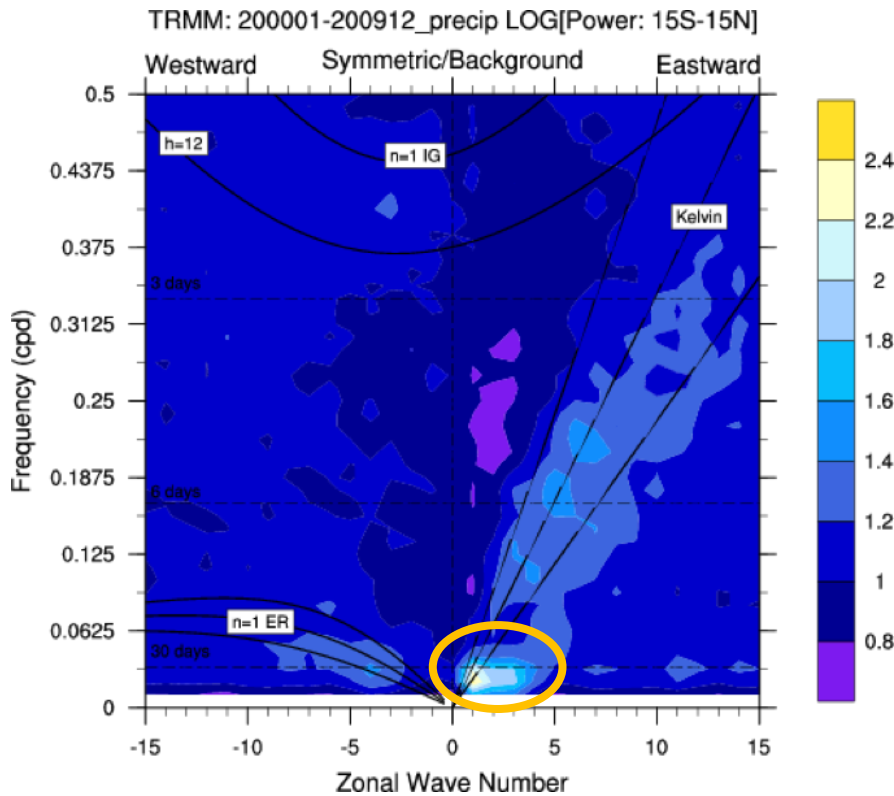 TRMM: 200001-200912_precip LOG[Power: 15S-15N]
Westward Symmetric/Background Eastward
0.5
h=12
n=1 IG
2.4
0.4375
Kelvin
2.2
0.375
2
3 days
0.3125
1.8
Frequency (cpd)
0.25
1.6
0.1875
1.4
6 days
1.2
0.125
1
n=1 ER
0.0625
0.8
30 days
0
-15 -10 -5 0 5 10 15
Zonal Wave Number